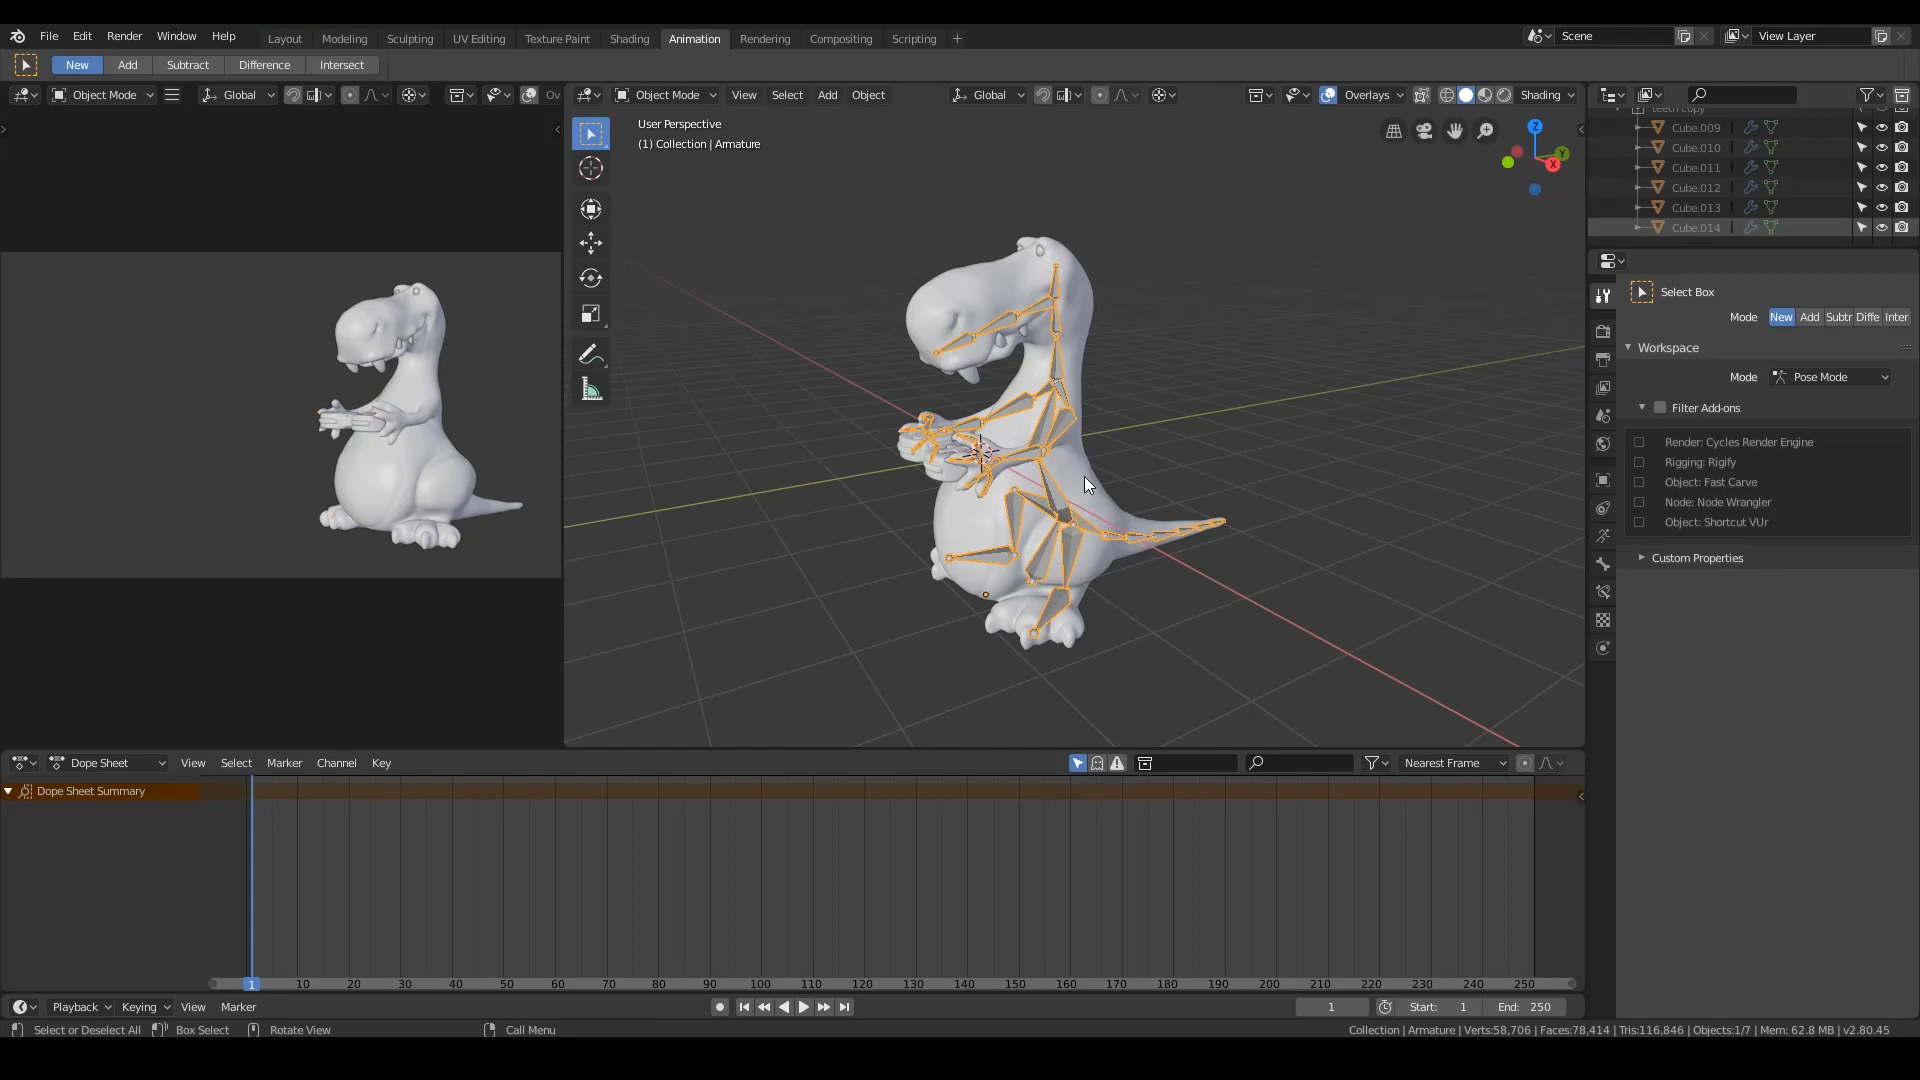 File Edit Render Window Help Layout Modeling Sculpting UV Editing Texture Paint Shading Animation Rendering Compositing Scripting + Scene View Layer
New Add Subtract Difference Intersect
Object Mode Global Ov Object Mode View Select Add Object Global Overlays Shading
User Perspective
(1) Collection | Armature
Z
Y
X
Cube.009
Cube.010
Cube.011
Cube.012
Cube.013
Cube.014
Select Box
Mode New Add Subtr Diffe Inter
Workspace
Mode Pose Mode
Filter Add-ons
Render: Cycles Render Engine
Rigging: Rigify
Object: Fast Carve
Node: Node Wrangler
Object: Shortcut VUr
Custom Properties
Dope Sheet View Select Marker Channel Key Nearest Frame
Dope Sheet Summary
1 10 20 30 40 50 60 70 80 90 100 110 120 130 140 150 160 170 180 190 200 210 220 230 240 250
Playback Keying View Marker 1 Start: 1 End: 250
Select or Deselect All Box Select Rotate View Call Menu Collection | Armature | Verts:58,706 | Faces:78,414 | Tris:116,846 | Objects:1/7 | Mem: 62.8 MB | v2.80.45